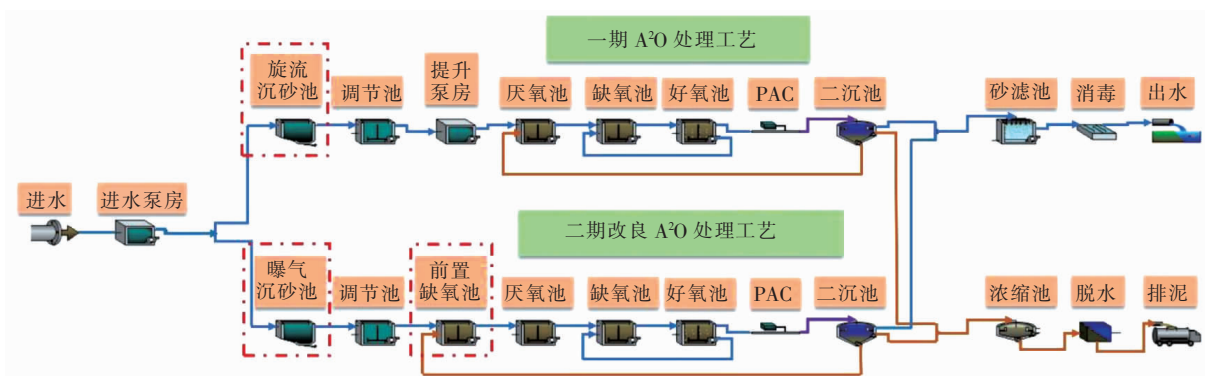 一期 A²O 处理工艺
旋流
沉砂池
调节池
提升
泵房
厌氧池
缺氧池
好氧池
PAC
二沉池
砂滤池
消毒
出水
进水
进水泵房
二期改良 A²O 处理工艺
曝气
沉砂池
调节池
前置
缺氧池
厌氧池
缺氧池
好氧池
PAC
二沉池
浓缩池
脱水
排泥